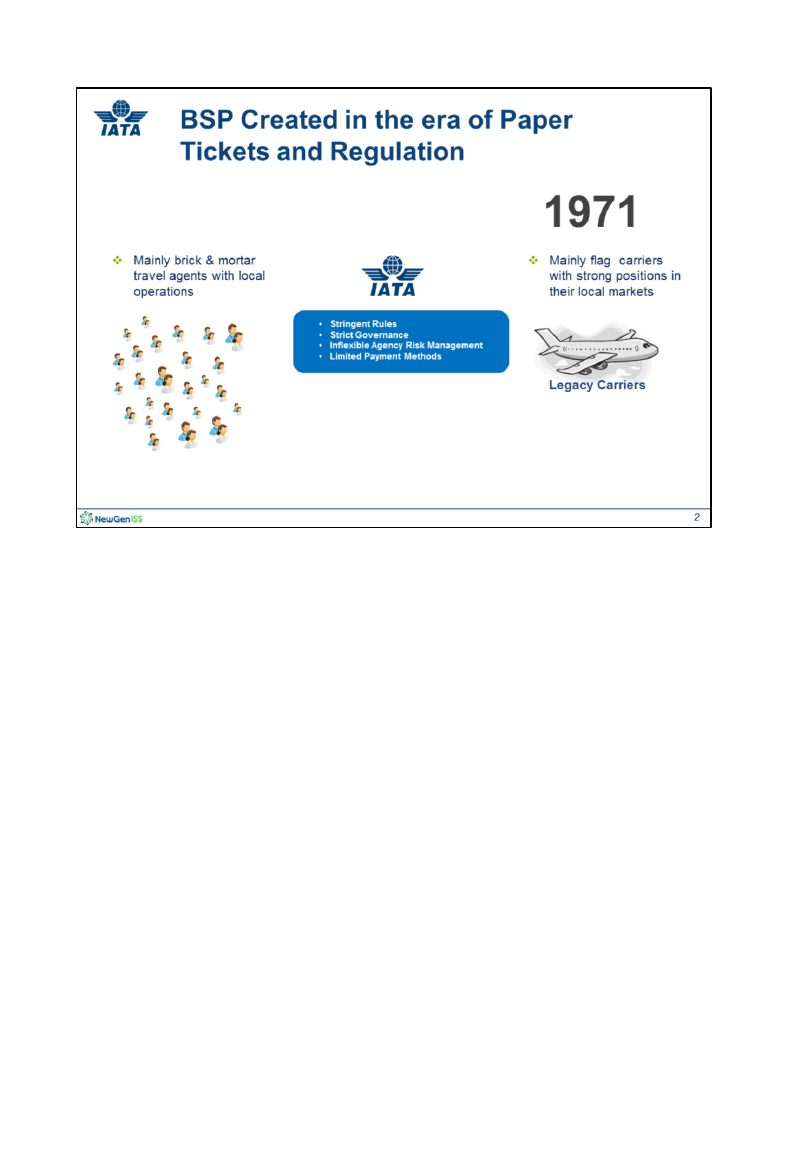 IATA
BSP Created in the era of Paper
Tickets and Regulation
1971
❖ Mainly brick & mortar
travel agents with local
operations
IATA
• Stringent Rules
• Strict Governance
• Inflexible Agency Risk Management
• Limited Payment Methods
❖ Mainly flag carriers
with strong positions in
their local markets
Legacy Carriers
NewGenISS
2